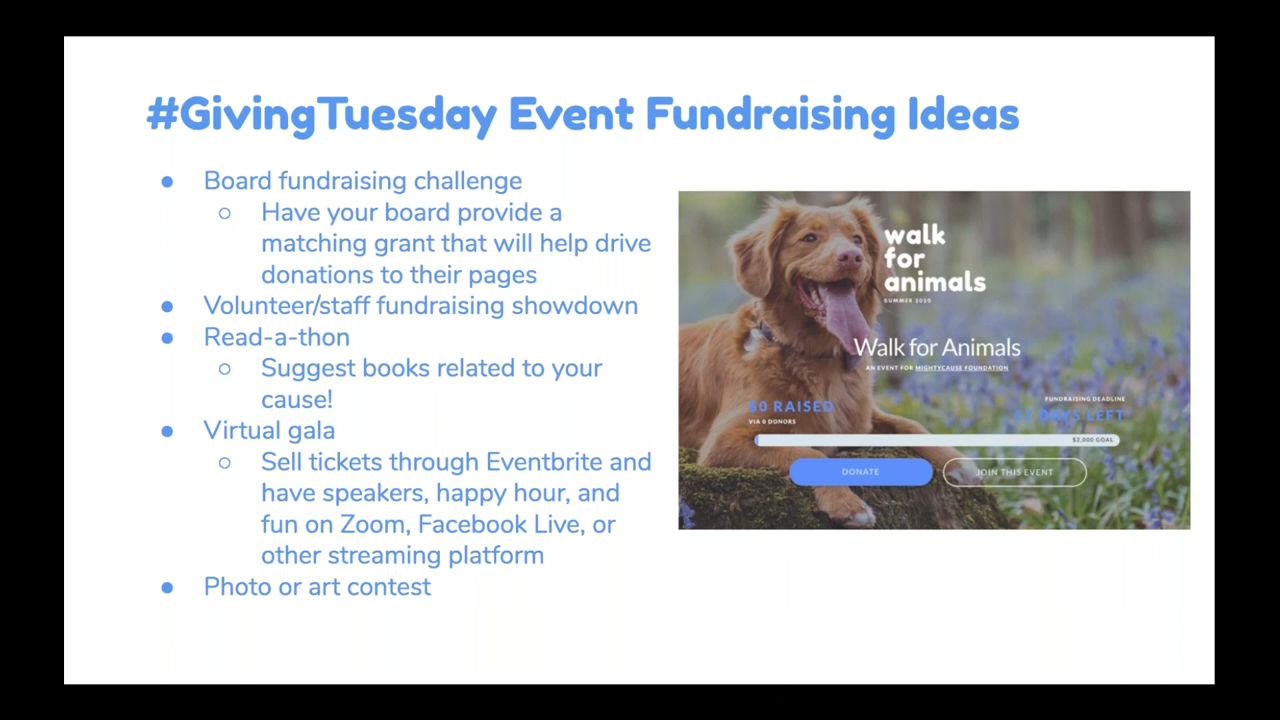 #GivingTuesday Event Fundraising Ideas
● Board fundraising challenge
○ Have your board provide a
matching grant that will help drive
donations to their pages
● Volunteer/staff fundraising showdown
● Read-a-thon
○ Suggest books related to your
cause!
● Virtual gala
○ Sell tickets through Eventbrite and
have speakers, happy hour, and
fun on Zoom, Facebook Live, or
other streaming platform
● Photo or art contest
walk
for
animals
SUMMER 2020
Walk for Animals
AN EVENT FOR MIGHTYCAUSE FOUNDATION
$0 RAISED
VIA 0 DONORS
FUNDRAISING DEADLINE
DAYS LEFT
$2,000 GOAL
DONATE
JOIN THIS EVENT